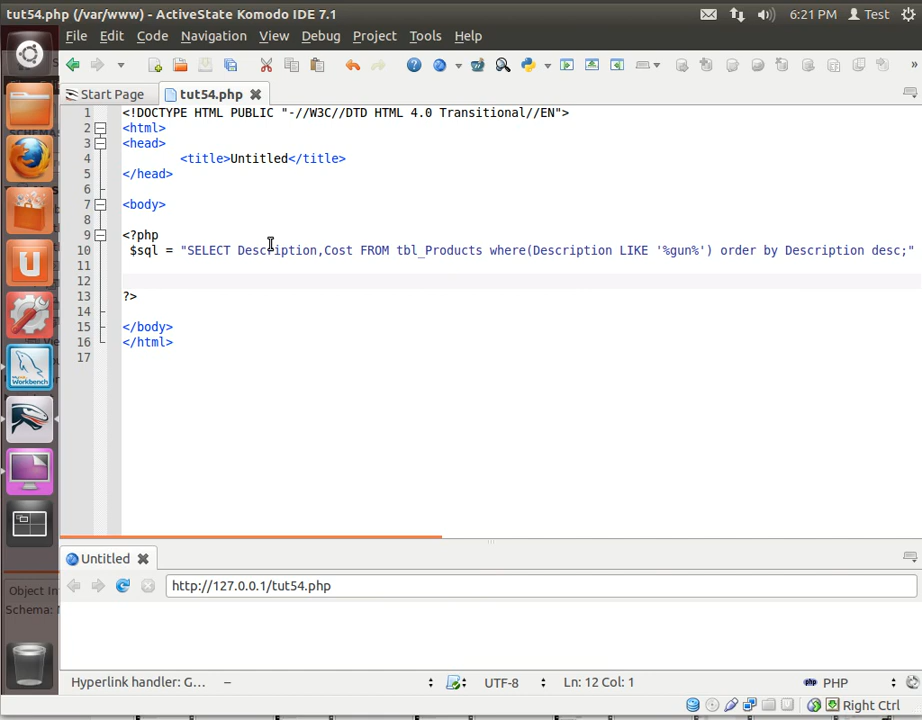 tut54.php (/var/www) - ActiveState Komodo IDE 7.1
6:21 PM Test
File Edit Code Navigation View Debug Project Tools Help
Start Page tut54.php
1 <!DOCTYPE HTML PUBLIC "-//W3C//DTD HTML 4.0 Transitional//EN">
2 <html>
3 <head>
4 <title>Untitled</title>
5 </head>
6
7 <body>
8
9 <?php
10 $sql = "SELECT Description,Cost FROM tbl_Products where(Description LIKE '%gun%') order by Description desc;"
11
12
13 ?>
14
15 </body>
16 </html>
17
Untitled
http://127.0.0.1/tut54.php
Object In
Schema:
Workbench
Hyperlink handler: G... – UTF-8 Ln: 12 Col: 1 PHP
Right Ctrl